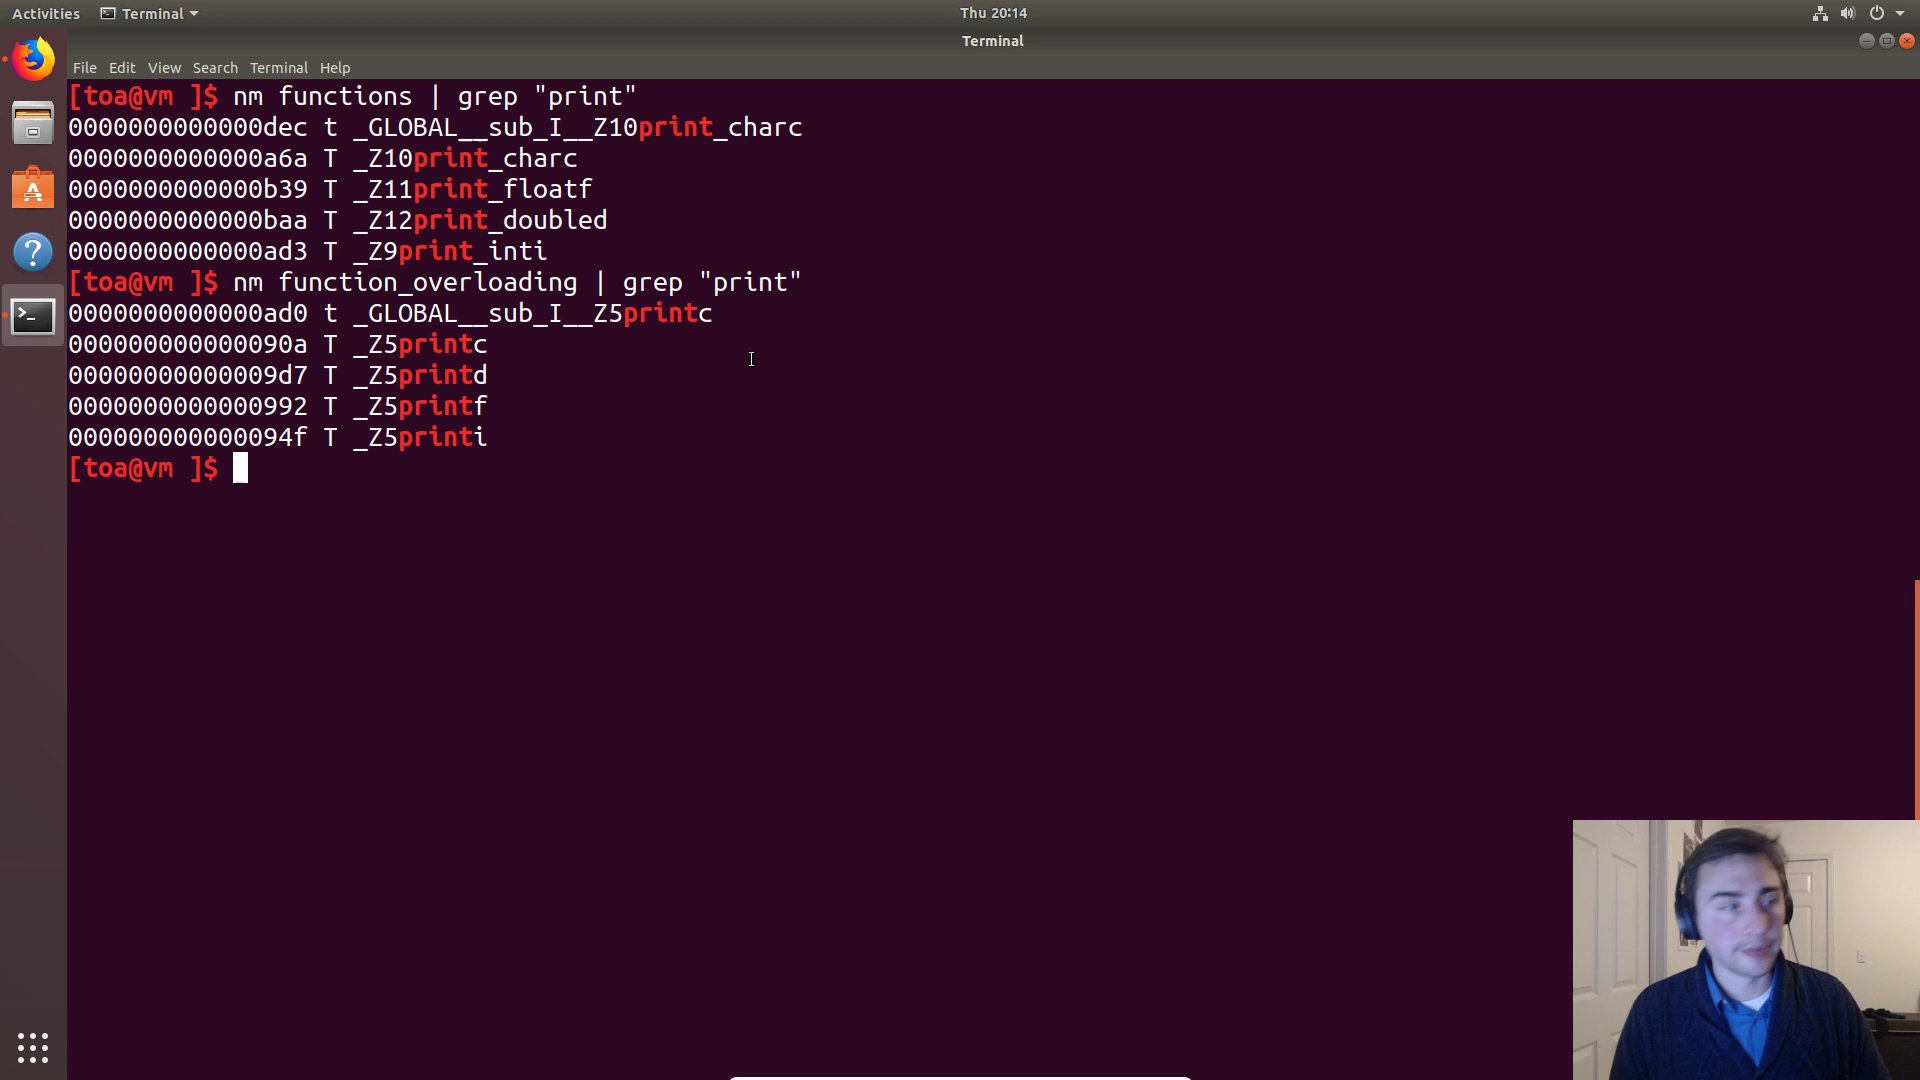 Activities Terminal Thu 20:14
Terminal
File Edit View Search Terminal Help
[toa@vm ]$ nm functions | grep "print"
0000000000000dec t _GLOBAL__sub_I__Z10print_charc
0000000000000a6a T _Z10print_charc
0000000000000b39 T _Z11print_floatf
0000000000000baa T _Z12print_doubled
0000000000000ad3 T _Z9print_inti
[toa@vm ]$ nm function_overloading | grep "print"
0000000000000ad0 t _GLOBAL__sub_I__Z5printc
000000000000090a T _Z5printc
00000000000009d7 T _Z5printd
0000000000000992 T _Z5printf
000000000000094f T _Z5printi
[toa@vm ]$